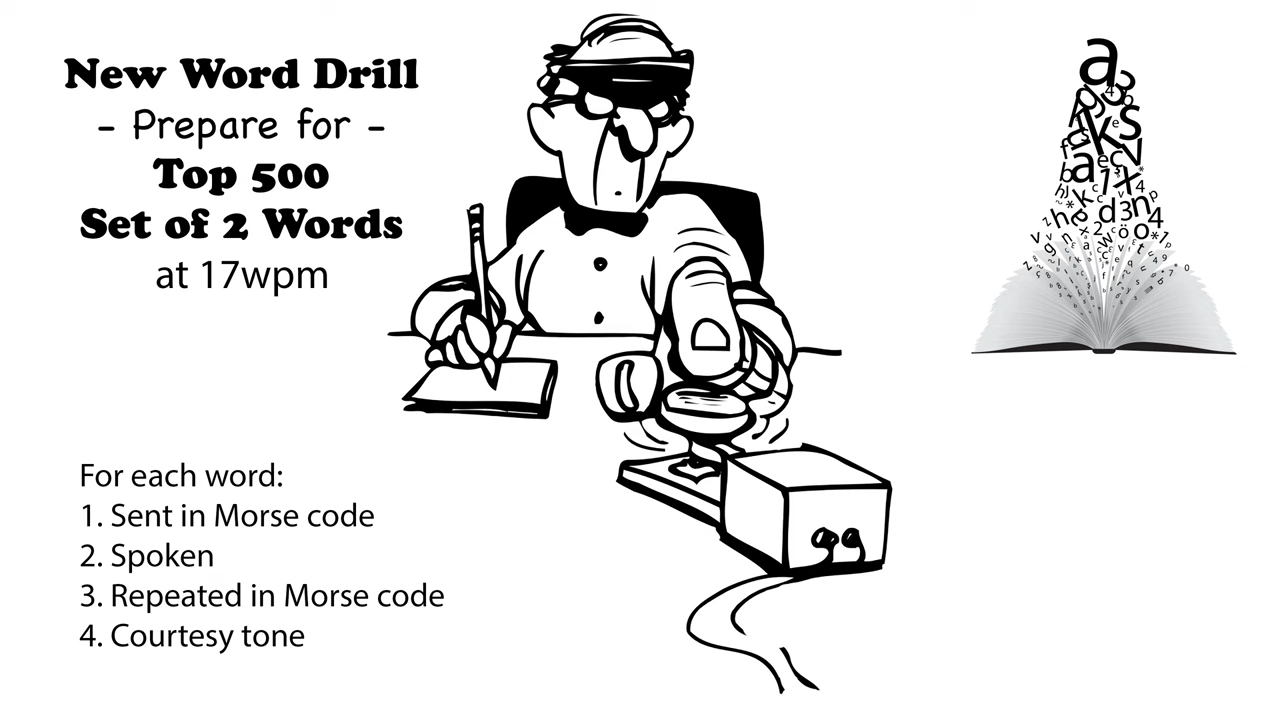 New Word Drill
- Prepare for -
Top 500
Set of 2 Words
at 17wpm
For each word:
1. Sent in Morse code
2. Spoken
3. Repeated in Morse code
4. Courtesy tone